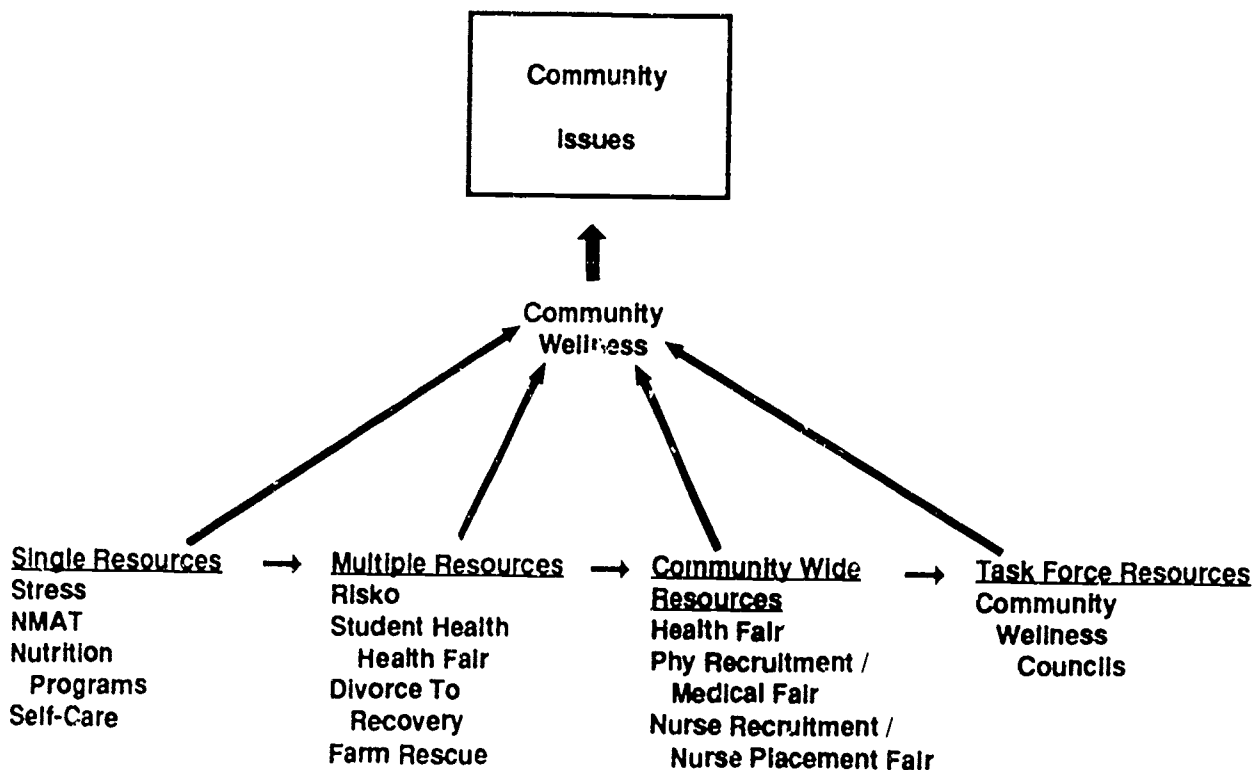 Community
Issues
Community
Wellness
Single Resources
Stress
NMAT
Nutrition
Programs
Self-Care
Multiple Resources
Risko
Student Health
Health Fair
Divorce To
Recovery
Farm Rescue
Community Wide
Resources
Health Fair
Phy Recruitment /
Medical Fair
Nurse Recruitment /
Nurse Placement Fair
Task Force Resources
Community
Wellness
Councils